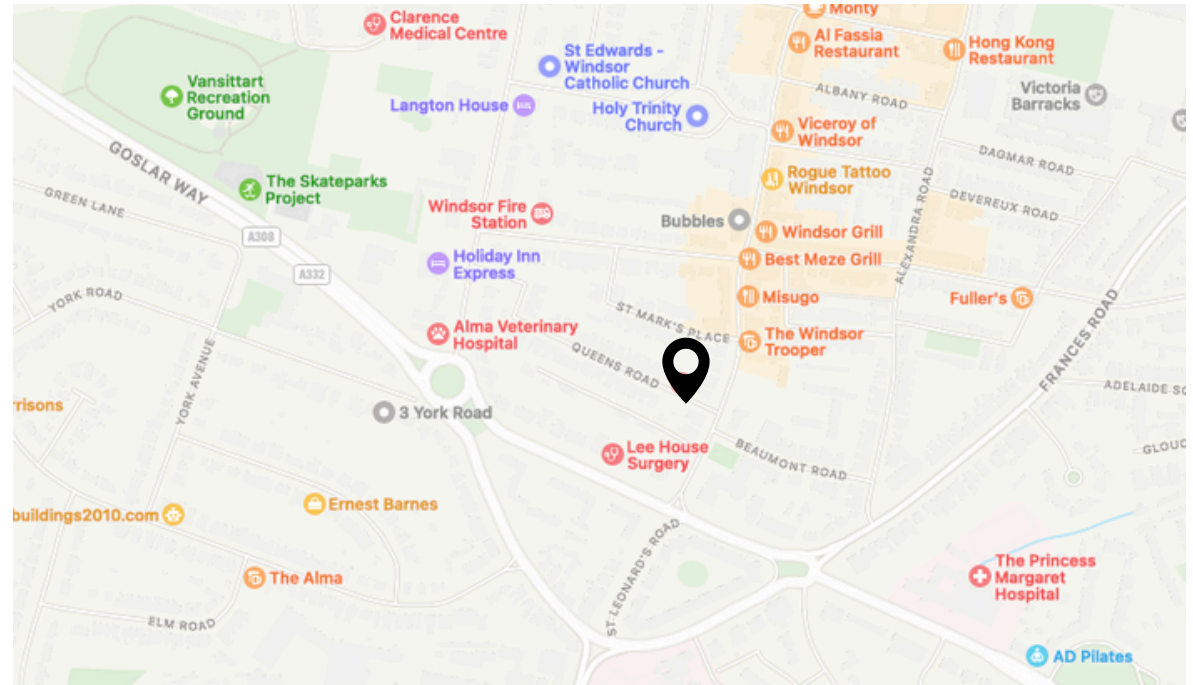 Clarence
Medical Centre
Monty
Al Fassia
Restaurant
Hong Kong
Restaurant
St Edwards -
Windsor
Catholic Church
Vansittart
Recreation
Ground
Langton House
Holy Trinity
Church
ALBANY ROAD
Victoria
Barracks
Viceroy of
Windsor
DAGMAR ROAD
GOSLAR WAY
The Skateparks
Project
Rogue Tattoo
Windsor
DEVEREUX ROAD
GREEN LANE
Windsor Fire
Station
Bubbles
Windsor Grill
ALEXANDRA ROAD
A308
A332
Holiday Inn
Express
Best Meze Grill
YORK ROAD
Misugo
Fuller's
ST MARK'S PLACE
Alma Veterinary
Hospital
The Windsor
Trooper
QUEENS ROAD
FRANCES ROAD
YORK AVENUE
ADELAIDE SQ
rrisons
3 York Road
Lee House
Surgery
BEAUMONT ROAD
GLOUC
Ernest Barnes
buildings2010.com
The Alma
ST LEONARD'S ROAD
The Princess
Margaret
Hospital
ELM ROAD
AD Pilates